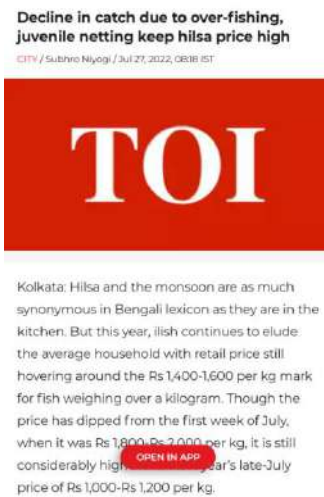 Decline in catch due to over-fishing,
juvenile netting keep hilsa price high
CITY / Subhro Niyogi / Jul 27, 2022, 08:18 IST
TOI
Kolkata: Hilsa and the monsoon are as much
synonymous in Bengali lexicon as they are in the
kitchen. But this year, ilish continues to elude
the average household with retail price still
hovering around the Rs 1,400-1,600 per kg mark
for fish weighing over a kilogram. Though the
price has dipped from the first week of July,
when it was Rs 1,800-Rs 2,000 per kg, it is still
considerably ear's late-July
OPEN IN APP
price of Rs 1,000-Rs 1,200 per kg.